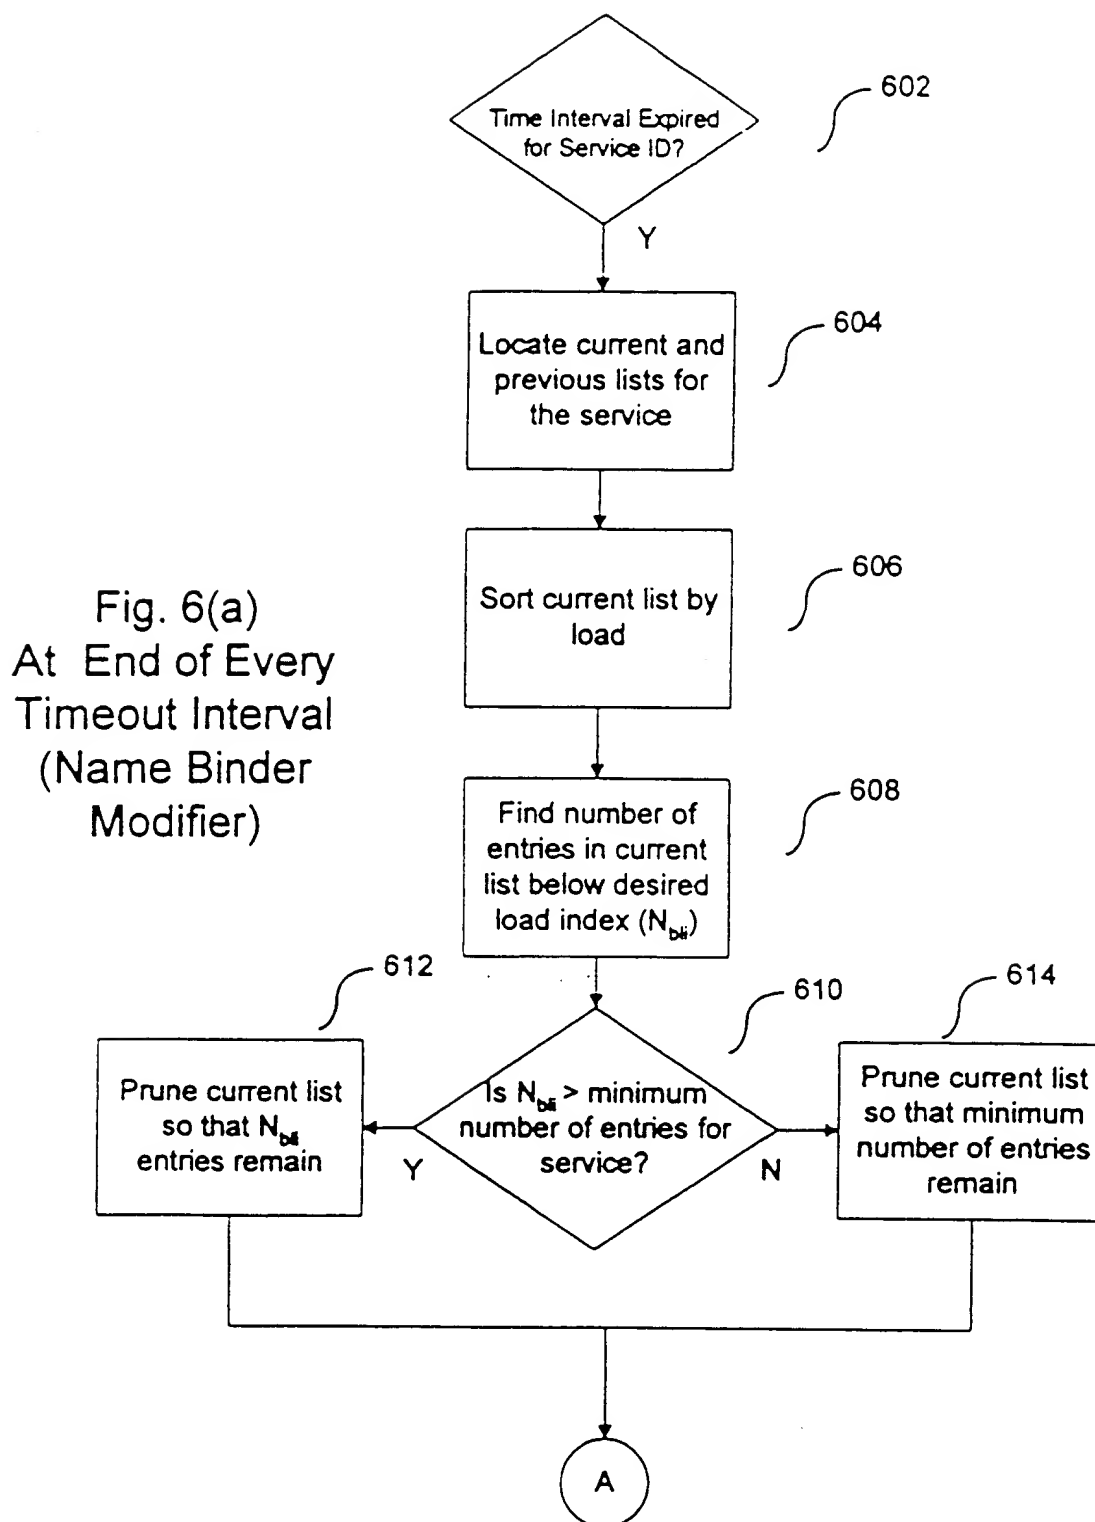 602
Time Interval Expired
for Service ID?
Y
604
Locate current and
previous lists for
the service
606
Sort current list by
load
Fig. 6(a)
At End of Every
Timeout Interval
(Name Binder
Modifier)
608
Find number of
entries in current
list below desired
load index (N_bli)
612
610
614
Prune current list
so that N_bli
entries remain
Y
Is N_bli > minimum
number of entries for
service?
N
Prune current list
so that minimum
number of entries
remain
A